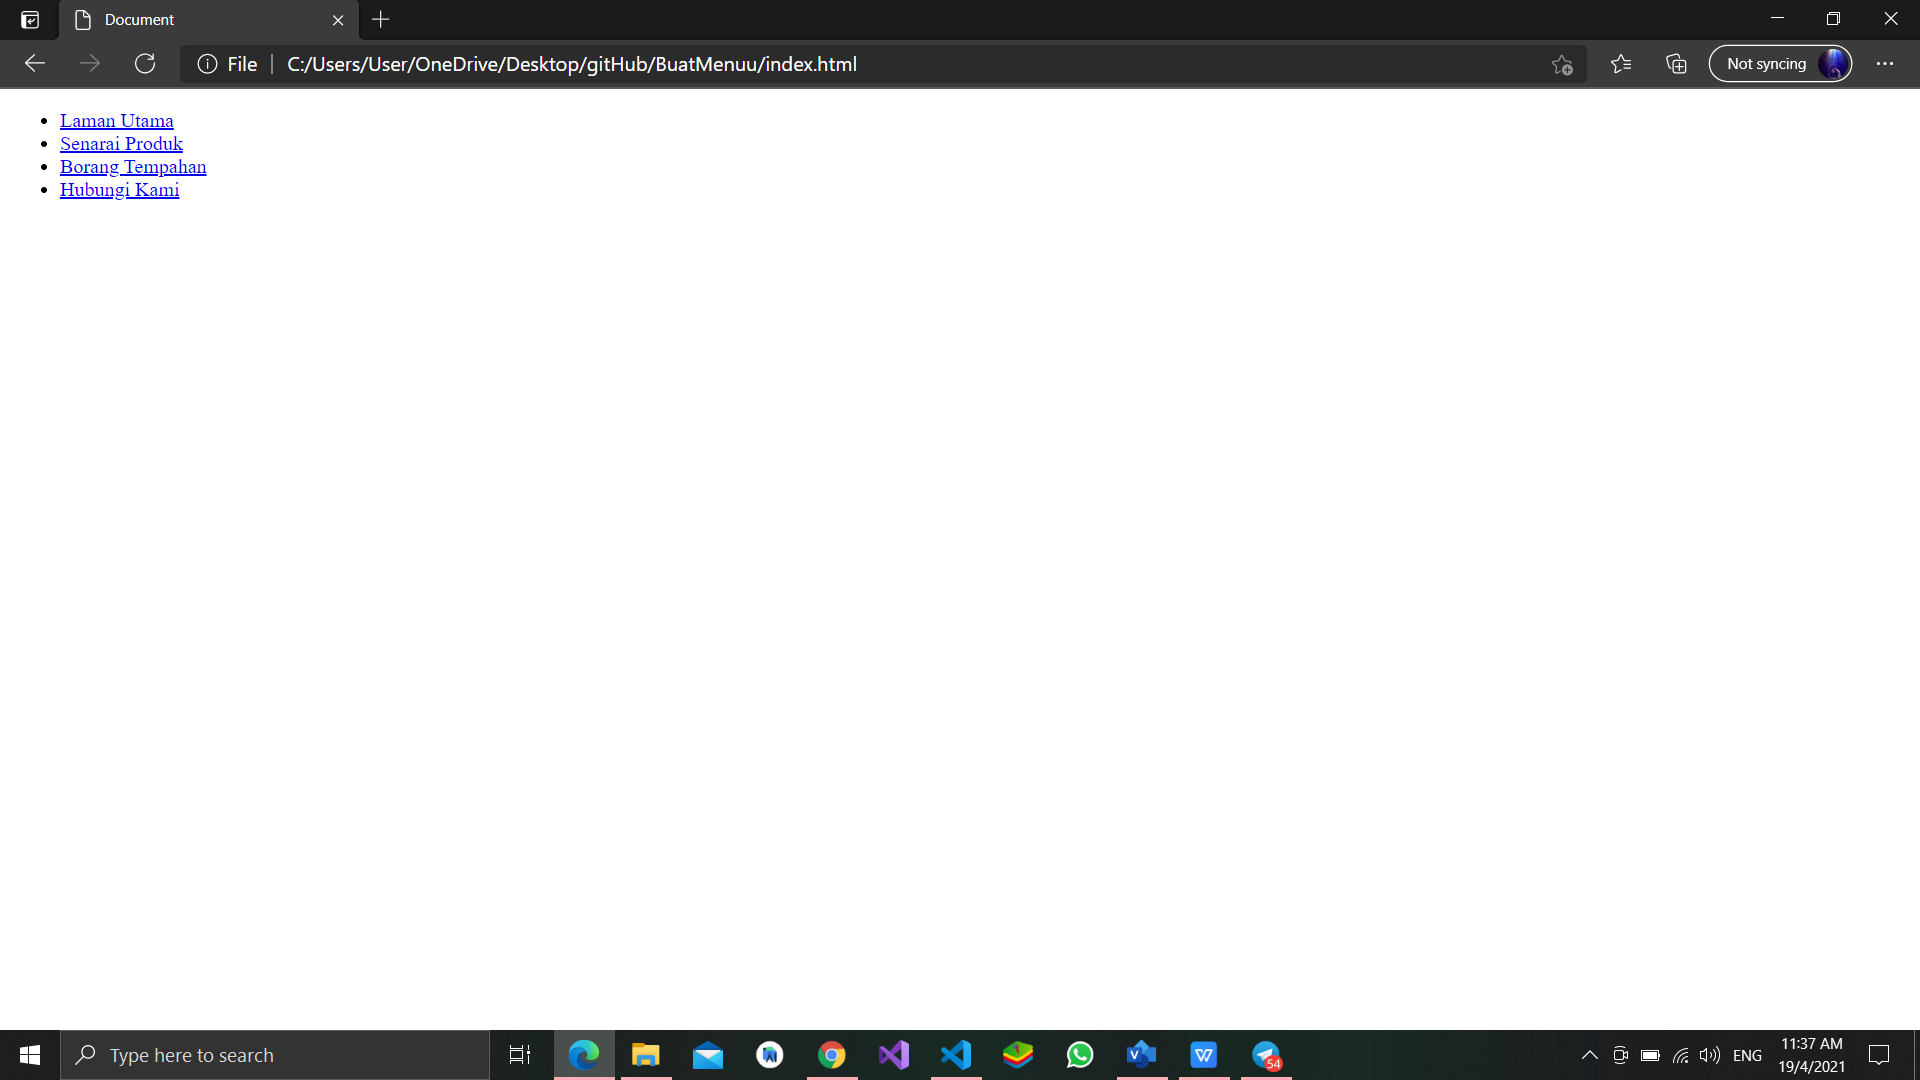 Document
File
C:/Users/User/OneDrive/Desktop/gitHub/BuatMenuu/index.html
Not syncing
Laman Utama
Senarai Produk
Borang Tempahan
Hubungi Kami
Type here to search
54
ENG
11:37 AM
19/4/2021